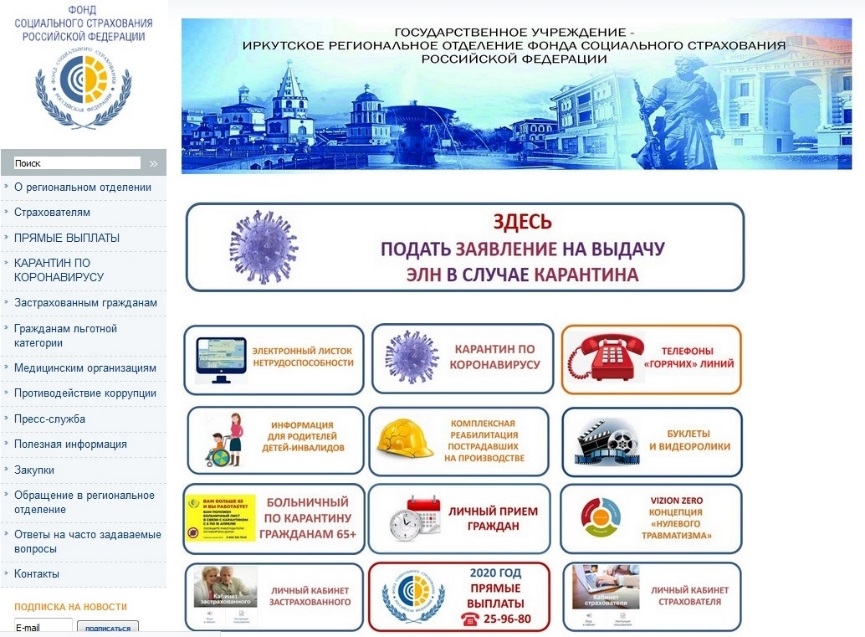 ФОНД
СОЦИАЛЬНОГО СТРАХОВАНИЯ
РОССИЙСКОЙ ФЕДЕРАЦИИ
Поиск
О региональном отделении
Страхователям
ПРЯМЫЕ ВЫПЛАТЫ
КАРАНТИН ПО
КОРОНАВИРУСУ
Застрахованным гражданам
Гражданам льготной
категории
Медицинским организациям
Противодействие коррупции
Пресс-служба
Полезная информация
Закупки
Обращение в региональное
отделение
Ответы на часто задаваемые
вопросы
Контакты
ПОДПИСКА НА НОВОСТИ
E-mail
ПОДПИСАТЬСЯ
ГОСУДАРСТВЕННОЕ УЧРЕЖДЕНИЕ -
ИРКУТСКОЕ РЕГИОНАЛЬНОЕ ОТДЕЛЕНИЕ ФОНДА СОЦИАЛЬНОГО СТРАХОВАНИЯ
РОССИЙСКОЙ ФЕДЕРАЦИИ
ЗДЕСЬ
ПОДАТЬ ЗАЯВЛЕНИЕ НА ВЫДАЧУ
ЭЛН В СЛУЧАЕ КАРАНТИНА
ЭЛЕКТРОННЫЙ ЛИСТОК
НЕТРУДОСПОСОБНОСТИ
КАРАНТИН ПО
КОРОНАВИРУСУ
ТЕЛЕФОНЫ
«ГОРЯЧИХ» ЛИНИЙ
ИНФОРМАЦИЯ
ДЛЯ РОДИТЕЛЕЙ
ДЕТЕЙ-ИНВАЛИДОВ
КОМПЛЕКСНАЯ
РЕАБИЛИТАЦИЯ
ПОСТРАДАВШИХ
НА ПРОИЗВОДСТВЕ
БУКЛЕТЫ
И ВИДЕОРОЛИКИ
ВАМ БОЛЬШЕ 65
И ВЫ РАБОТАЕТЕ?
БОЛЬНИЧНЫЙ
ПО КАРАНТИНУ
ГРАЖДАНАМ 65+
ЛИЧНЫЙ ПРИЕМ
ГРАЖДАН
VIZION ZERO
КОНЦЕПЦИЯ
«НУЛЕВОГО
ТРАВМАТИЗМА»
Кабинет
застрахованного
ЛИЧНЫЙ КАБИНЕТ
ЗАСТРАХОВАННОГО
2020 ГОД
ПРЯМЫЕ
ВЫПЛАТЫ
25-96-80
Кабинет
страхователя
ЛИЧНЫЙ КАБИНЕТ
СТРАХОВАТЕЛЯ